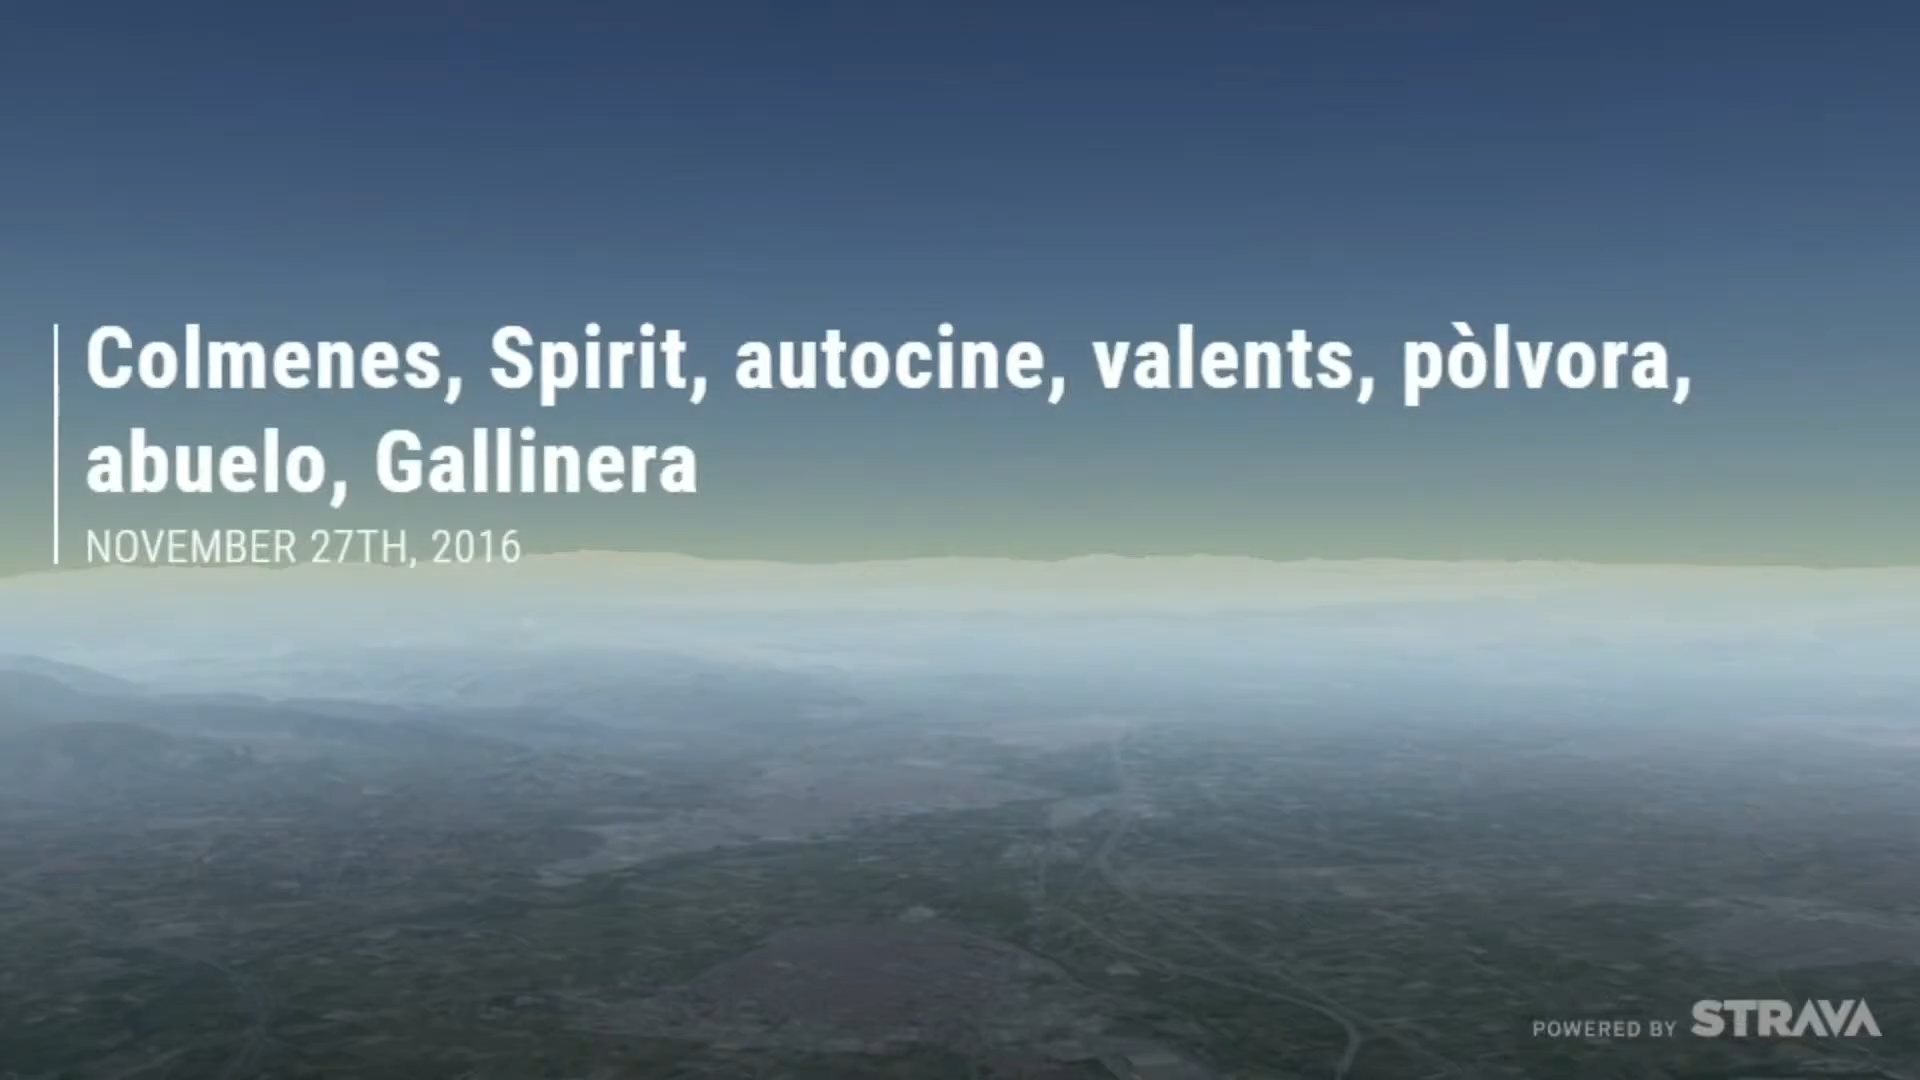 Colmenes, Spirit, autocine, valents, pòlvora,
abuelo, Gallinera
NOVEMBER 27TH, 2016
POWERED BY STRAVA